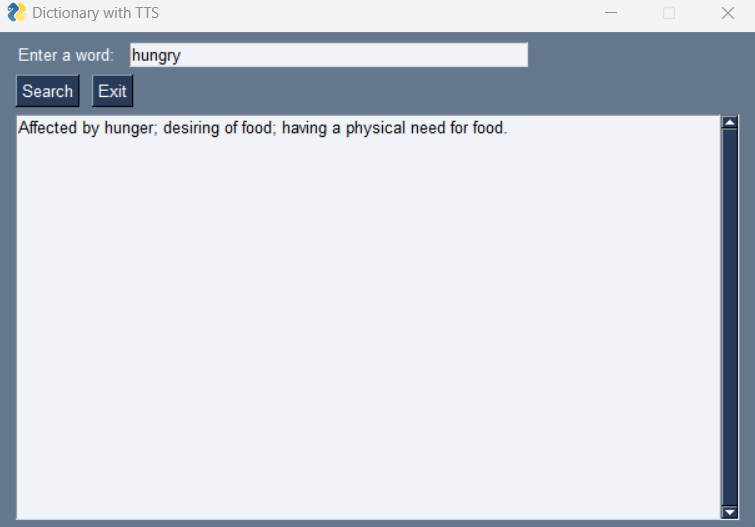 Dictionary with TTS
Enter a word: hungry
Search Exit
Affected by hunger; desiring of food; having a physical need for food.